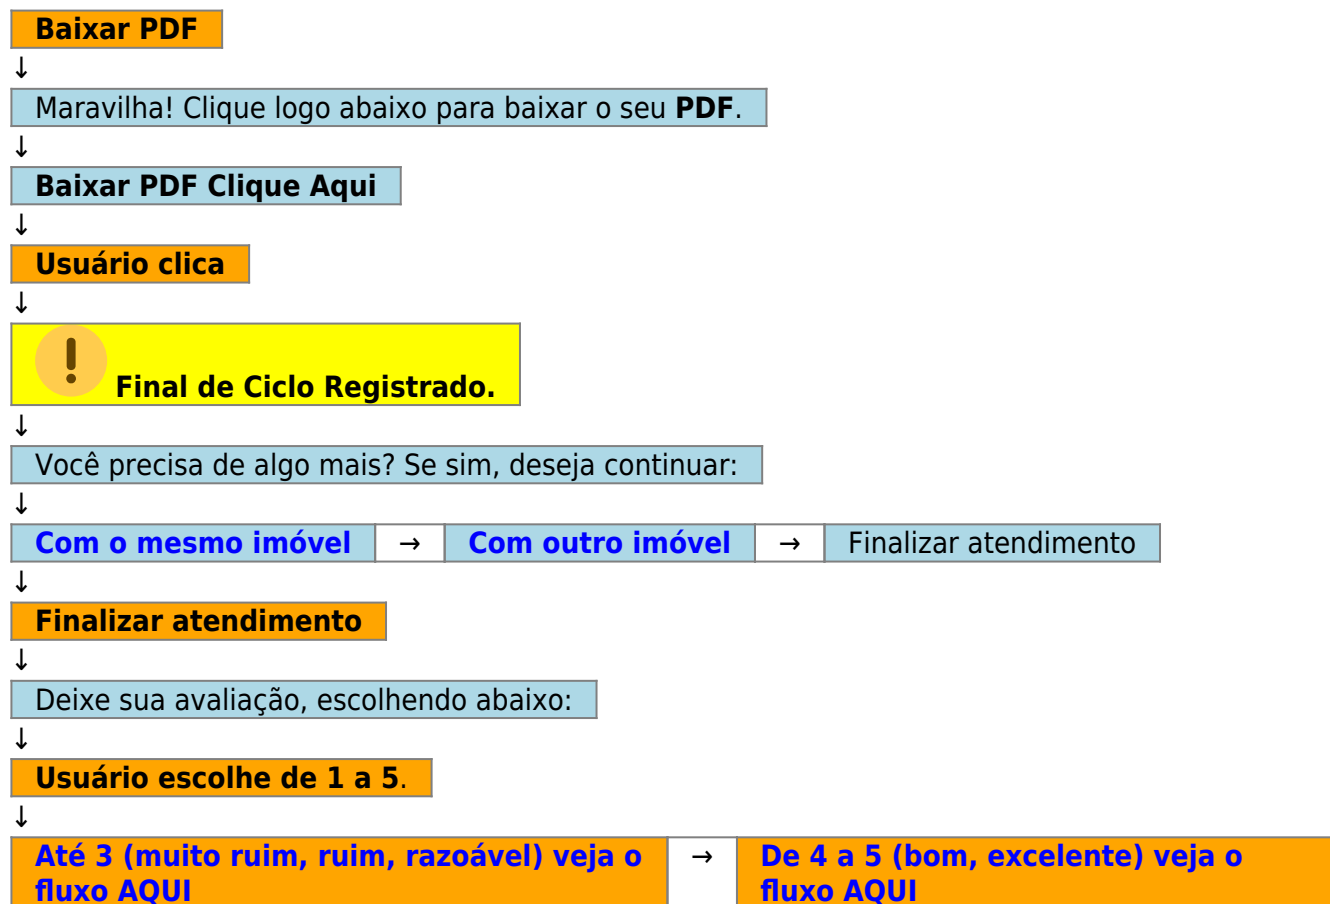 Baixar PDF
↓
Maravilha! Clique logo abaixo para baixar o seu PDF.
↓
Baixar PDF Clique Aqui
↓
Usuário clica
↓
Final de Ciclo Registrado.
↓
Você precisa de algo mais? Se sim, deseja continuar:
↓
Com o mesmo imóvel → Com outro imóvel → Finalizar atendimento
↓
Finalizar atendimento
↓
Deixe sua avaliação, escolhendo abaixo:
↓
Usuário escolhe de 1 a 5.
↓
Até 3 (muito ruim, ruim, razoável) veja o
fluxo AQUI
→
De 4 a 5 (bom, excelente) veja o
fluxo AQUI